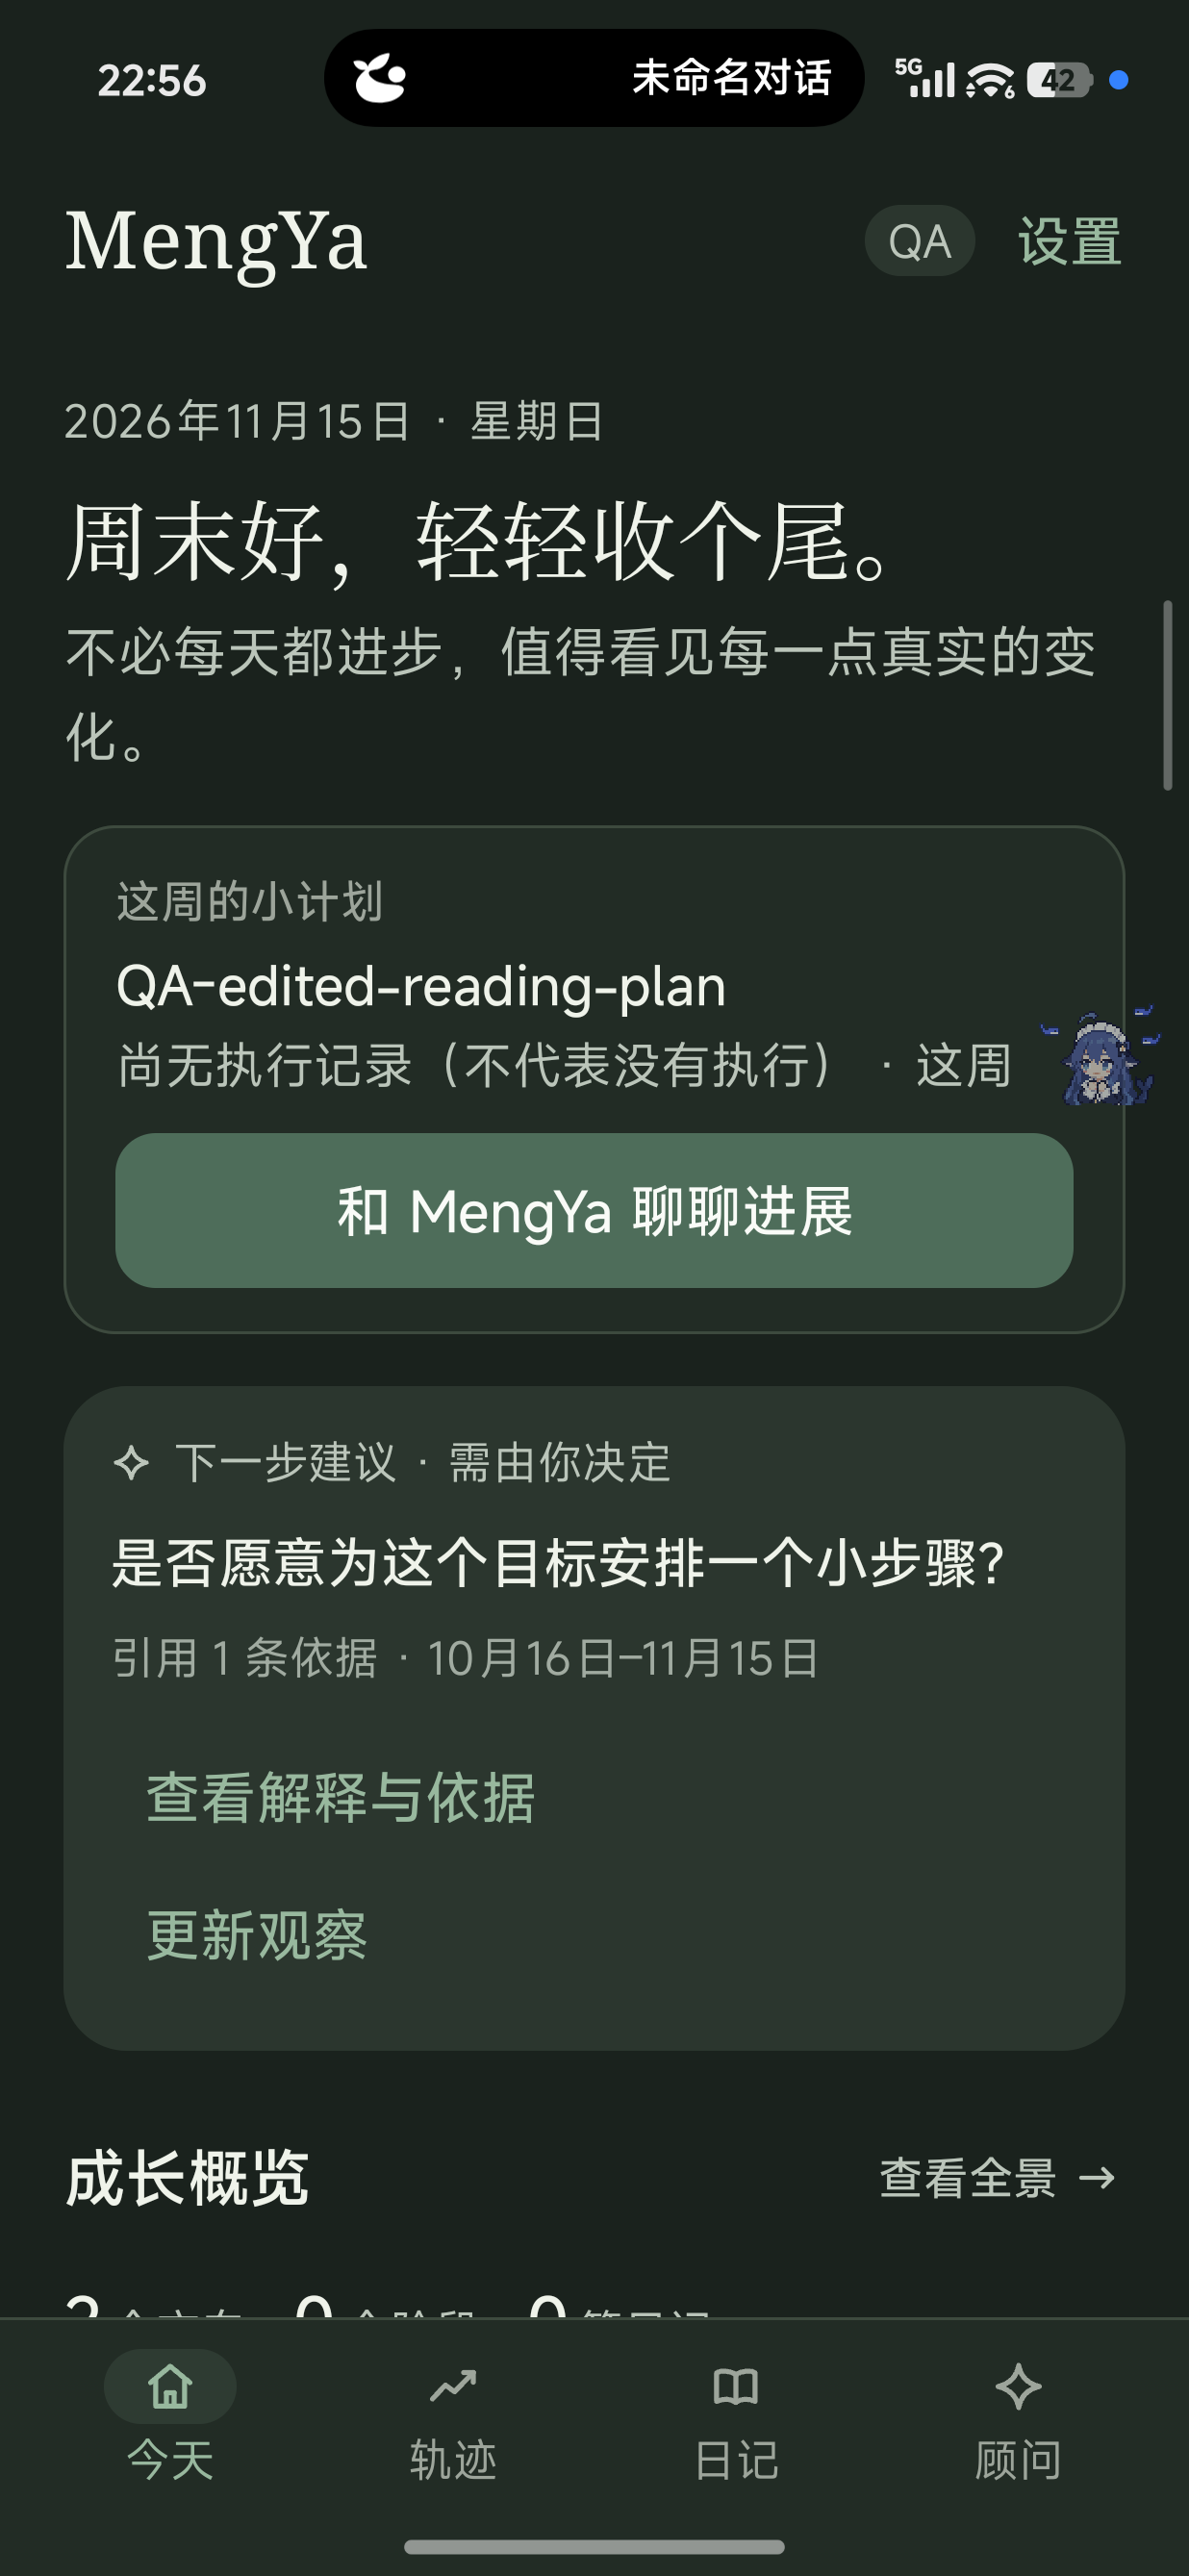 22:56
未命名对话
5G
6
42
MengYa
QA
设置
2026年11月15日 · 星期日
周末好，轻轻收个尾。
不必每天都进步，值得看见每一点真实的变
化。
这周的小计划
QA-edited-reading-plan
尚无执行记录（不代表没有执行） · 这周
和 MengYa 聊聊进展
下一步建议 · 需由你决定
是否愿意为这个目标安排一个小步骤？
引用 1 条依据 · 10月16日–11月15日
查看解释与依据
更新观察
成长概览
查看全景 →
今天
轨迹
日记
顾问